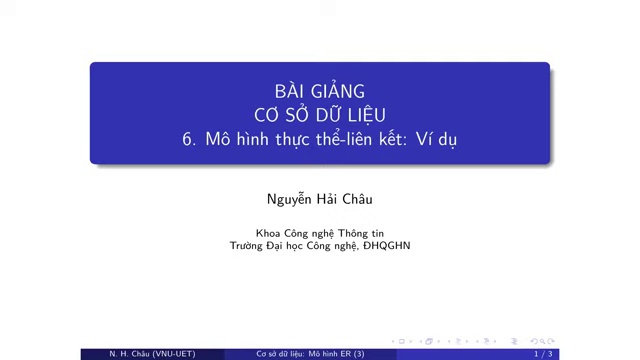 BÀI GIẢNG
CƠ SỞ DỮ LIỆU
6. Mô hình thực thể-liên kết: Ví dụ
Nguyễn Hải Châu
Khoa Công nghệ Thông tin
Trường Đại học Công nghệ, ĐHQGHN
N. H. Châu (VNU-UET)
Cơ sở dữ liệu: Mô hình ER (3)
1 / 3